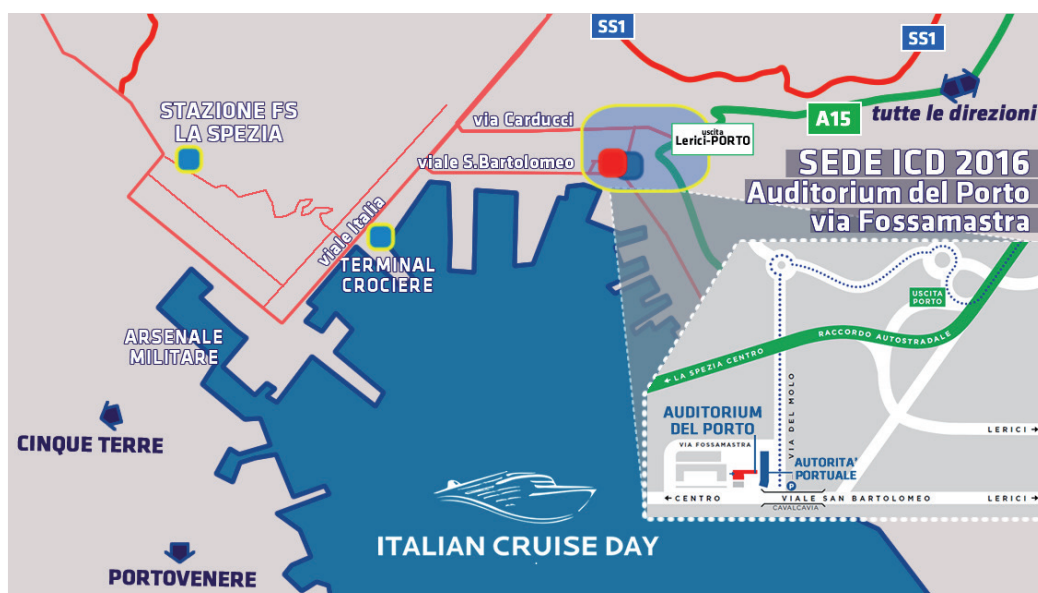 SS1
SS1
STAZIONE FS
LA SPEZIA
via Carducci
uscita
Lerici-PORTO
A15
tutte le direzioni
viale S.Bartolomeo
SEDE ICD 2016
Auditorium del Porto
via Fossamastra
viale Italia
TERMINAL
CROCIERE
ARSENALE
MILITARE
CINQUE TERRE
PORTOVENERE
ITALIAN CRUISE DAY
USCITA
PORTO
RACCORDO AUTOSTRADALE
← LA SPEZIA CENTRO
VIA DEL MOLO
AUDITORIUM
DEL PORTO
LERICI →
VIA FOSSAMASTRA
AUTORITA'
PORTUALE
P
← CENTRO
VIALE SAN BARTOLOMEO
LERICI →
CAVALCAVIA